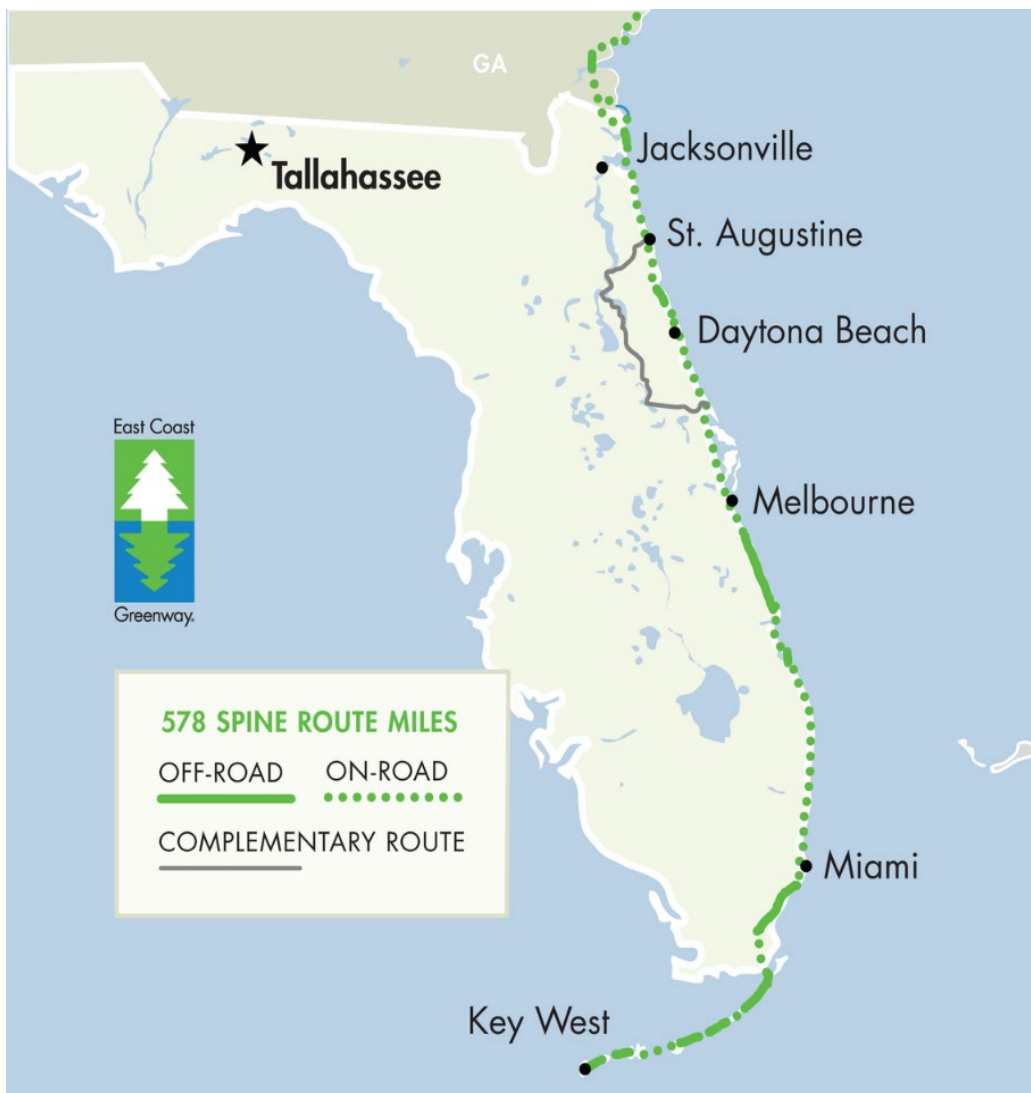 GA
Jacksonville
Tallahassee
St. Augustine
Daytona Beach
East Coast
Greenway.
Melbourne
578 SPINE ROUTE MILES
OFF-ROAD ON-ROAD
COMPLEMENTARY ROUTE
Miami
Key West